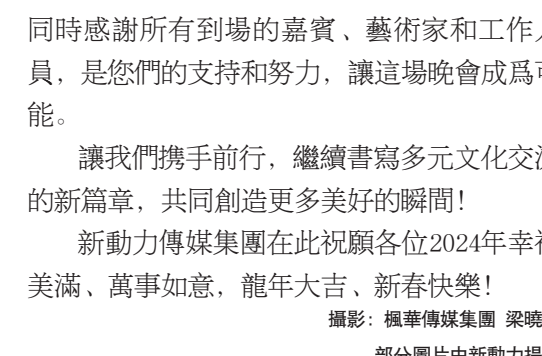 同時感謝所有到場的嘉賓、藝術家和工作
員，是您們的支持和努力，讓這場晚會成爲
能。
讓我們携手前行，繼續書寫多元文化交
的新篇章，共同創造更多美好的瞬間！
新動力傳媒集團在此祝願各位2024年幸
美滿、萬事如意，龍年大吉、新春快樂！
攝影：楓華傳媒集團 梁曉
部分圖片由新動力